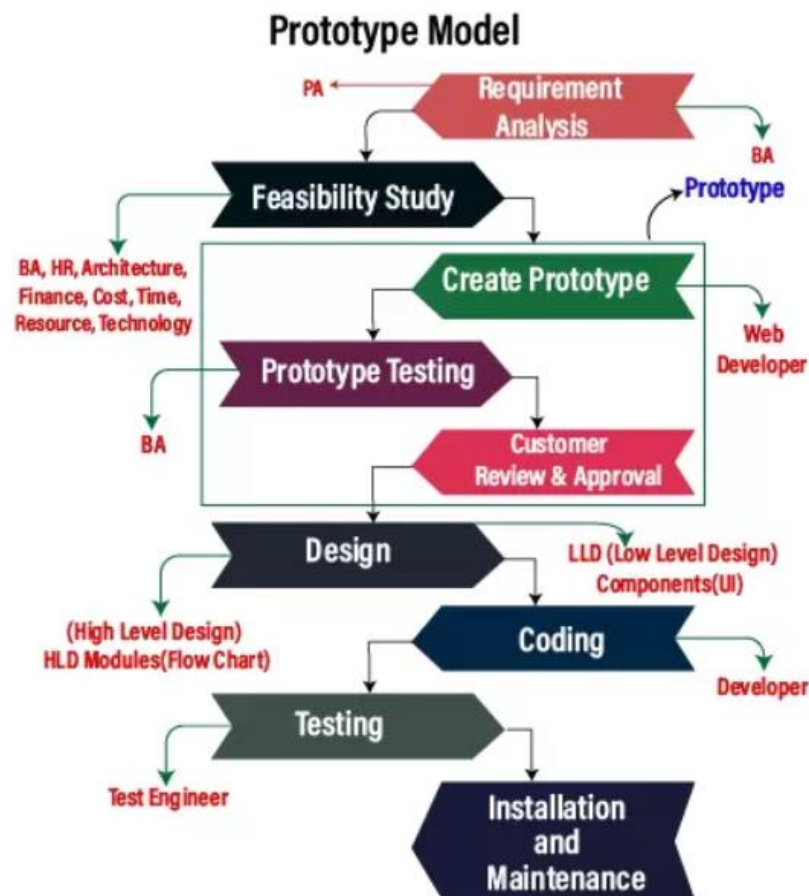 Prototype Model
PA
Requirement
Analysis
BA
Prototype
Feasibility Study
BA, HR, Architecture,
Finance, Cost, Time,
Resource, Technology
Create Prototype
Web
Developer
Prototype Testing
BA
Customer
Review & Approval
Design
LLD (Low Level Design)
Components(UI)
(High Level Design)
HLD Modules(Flow Chart)
Coding
Developer
Testing
Test Engineer
Installation
and
Maintenance